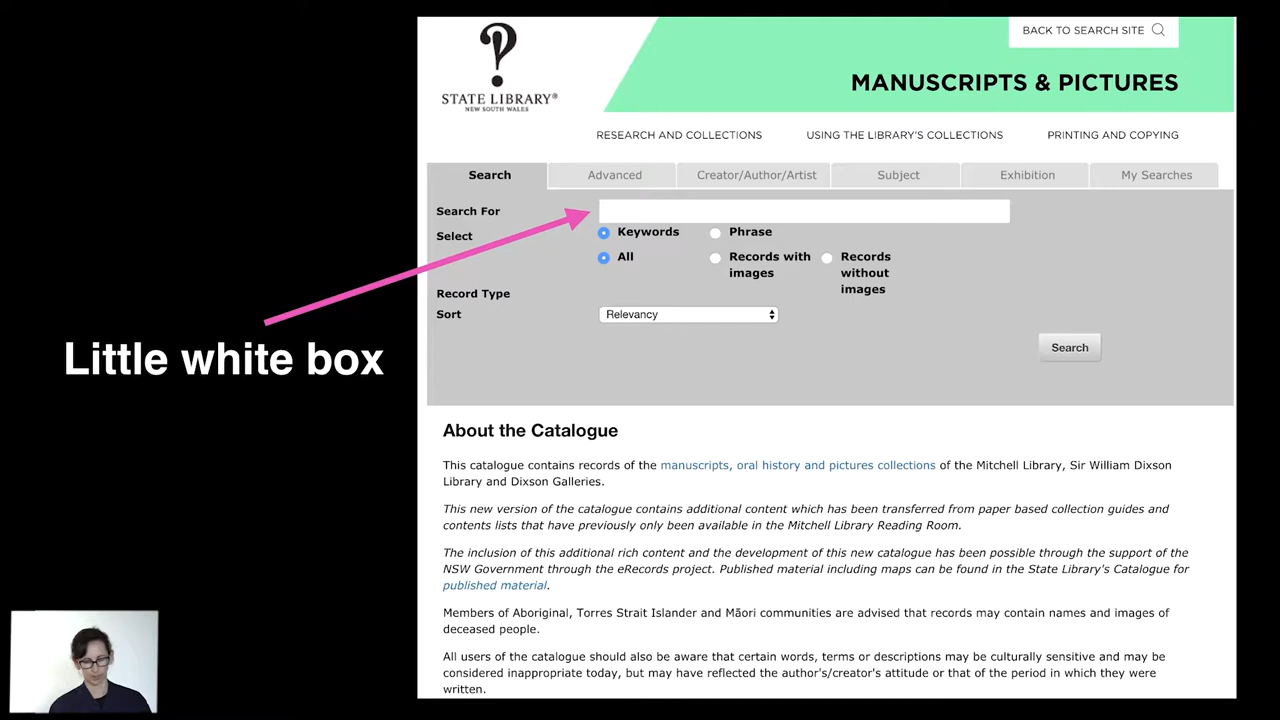 BACK TO SEARCH SITE
MANUSCRIPTS & PICTURES
STATE LIBRARY®
NEW SOUTH WALES
RESEARCH AND COLLECTIONS USING THE LIBRARY'S COLLECTIONS PRINTING AND COPYING
Search Advanced Creator/Author/Artist Subject Exhibition My Searches
Search For
Select Keywords Phrase
All Records with images Records without images
Record Type
Sort Relevancy
Search
Little white box
About the Catalogue
This catalogue contains records of the manuscripts, oral history and pictures collections of the Mitchell Library, Sir William Dixson
Library and Dixson Galleries.
This new version of the catalogue contains additional content which has been transferred from paper based collection guides and
contents lists that have previously only been available in the Mitchell Library Reading Room.
The inclusion of this additional rich content and the development of this new catalogue has been possible through the support of the
NSW Government through the eRecords project. Published material including maps can be found in the State Library's Catalogue for
published material.
Members of Aboriginal, Torres Strait Islander and Māori communities are advised that records may contain names and images of
deceased people.
All users of the catalogue should also be aware that certain words, terms or descriptions may be culturally sensitive and may be
considered inappropriate today, but may have reflected the author's/creator's attitude or that of the period in which they were
written.